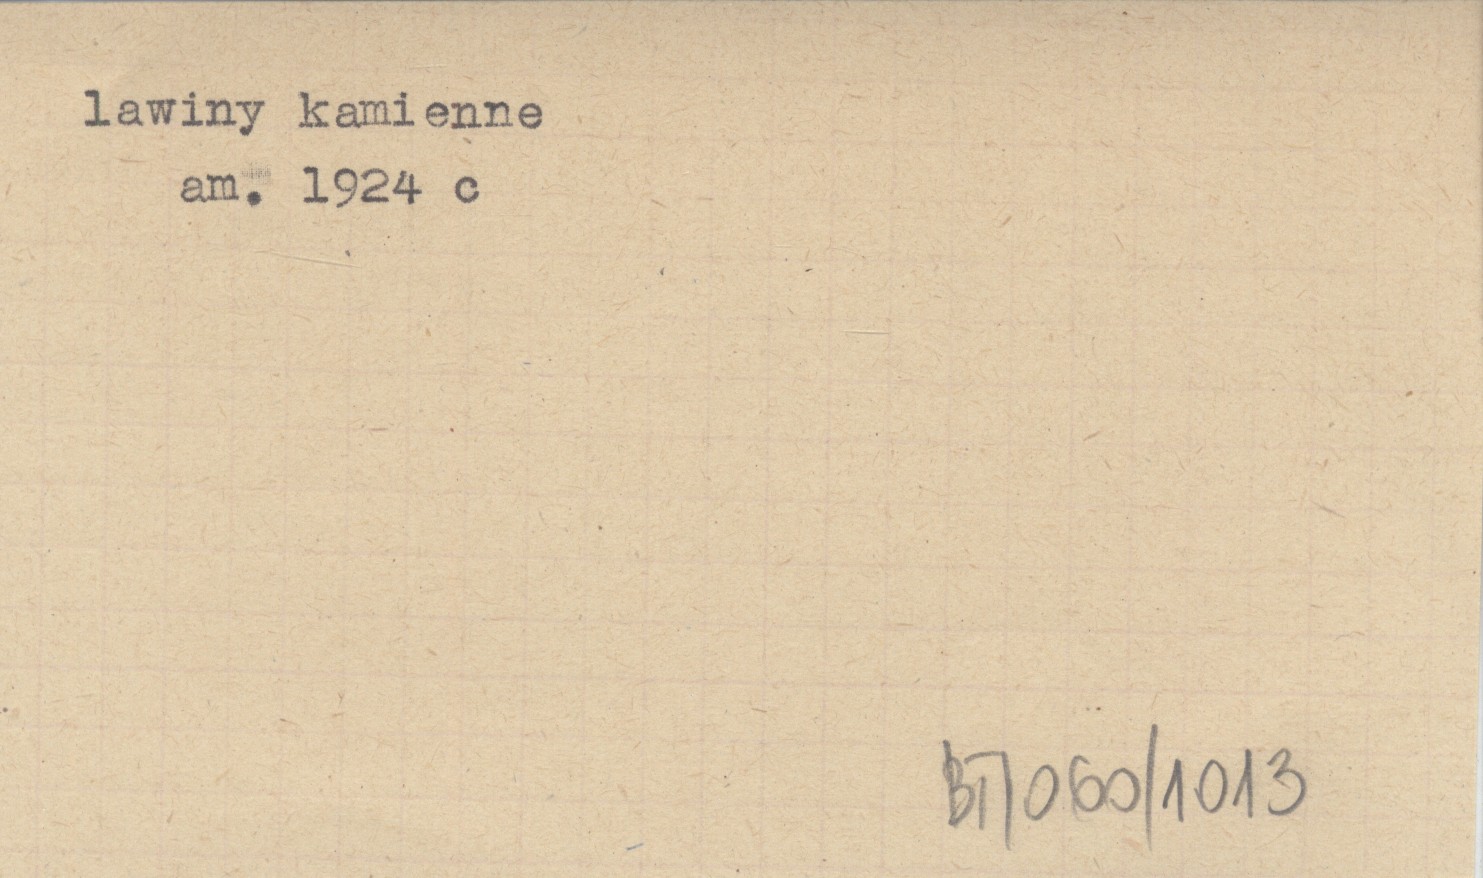 lawiny kamienne
am. 1924 c
BT/060/1013